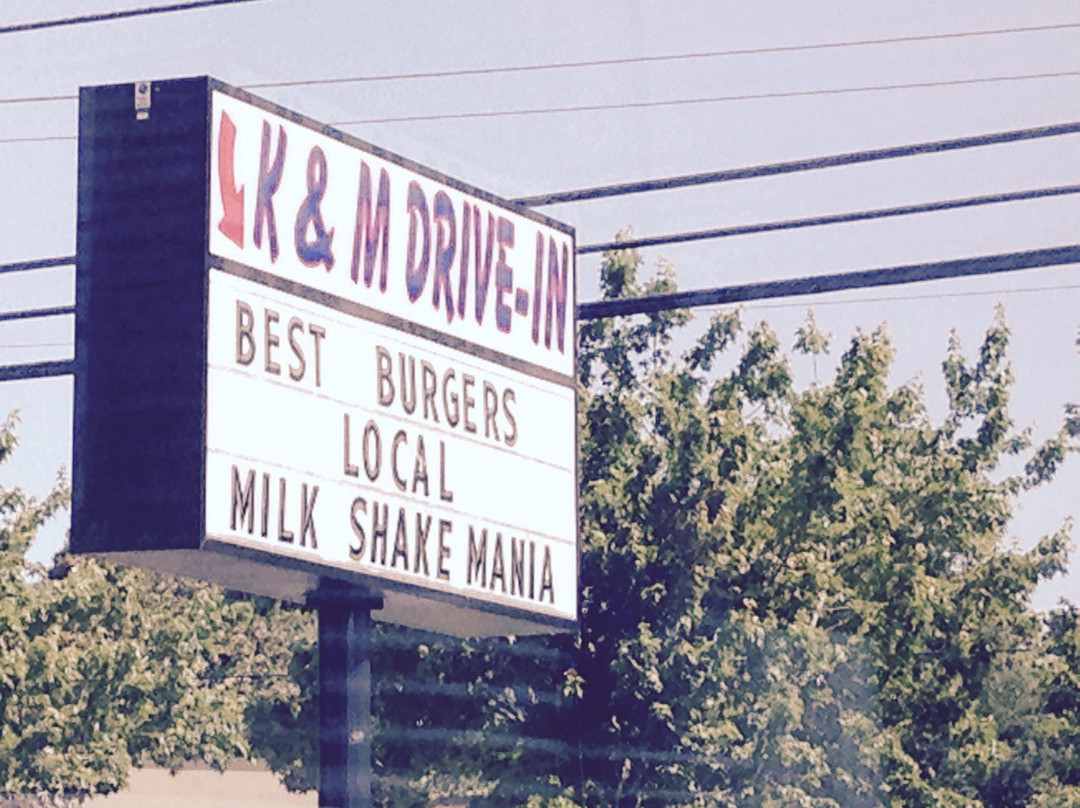 K & M DRIVE-IN
BEST BURGERS
LOCAL
MILK SHAKE MANIA